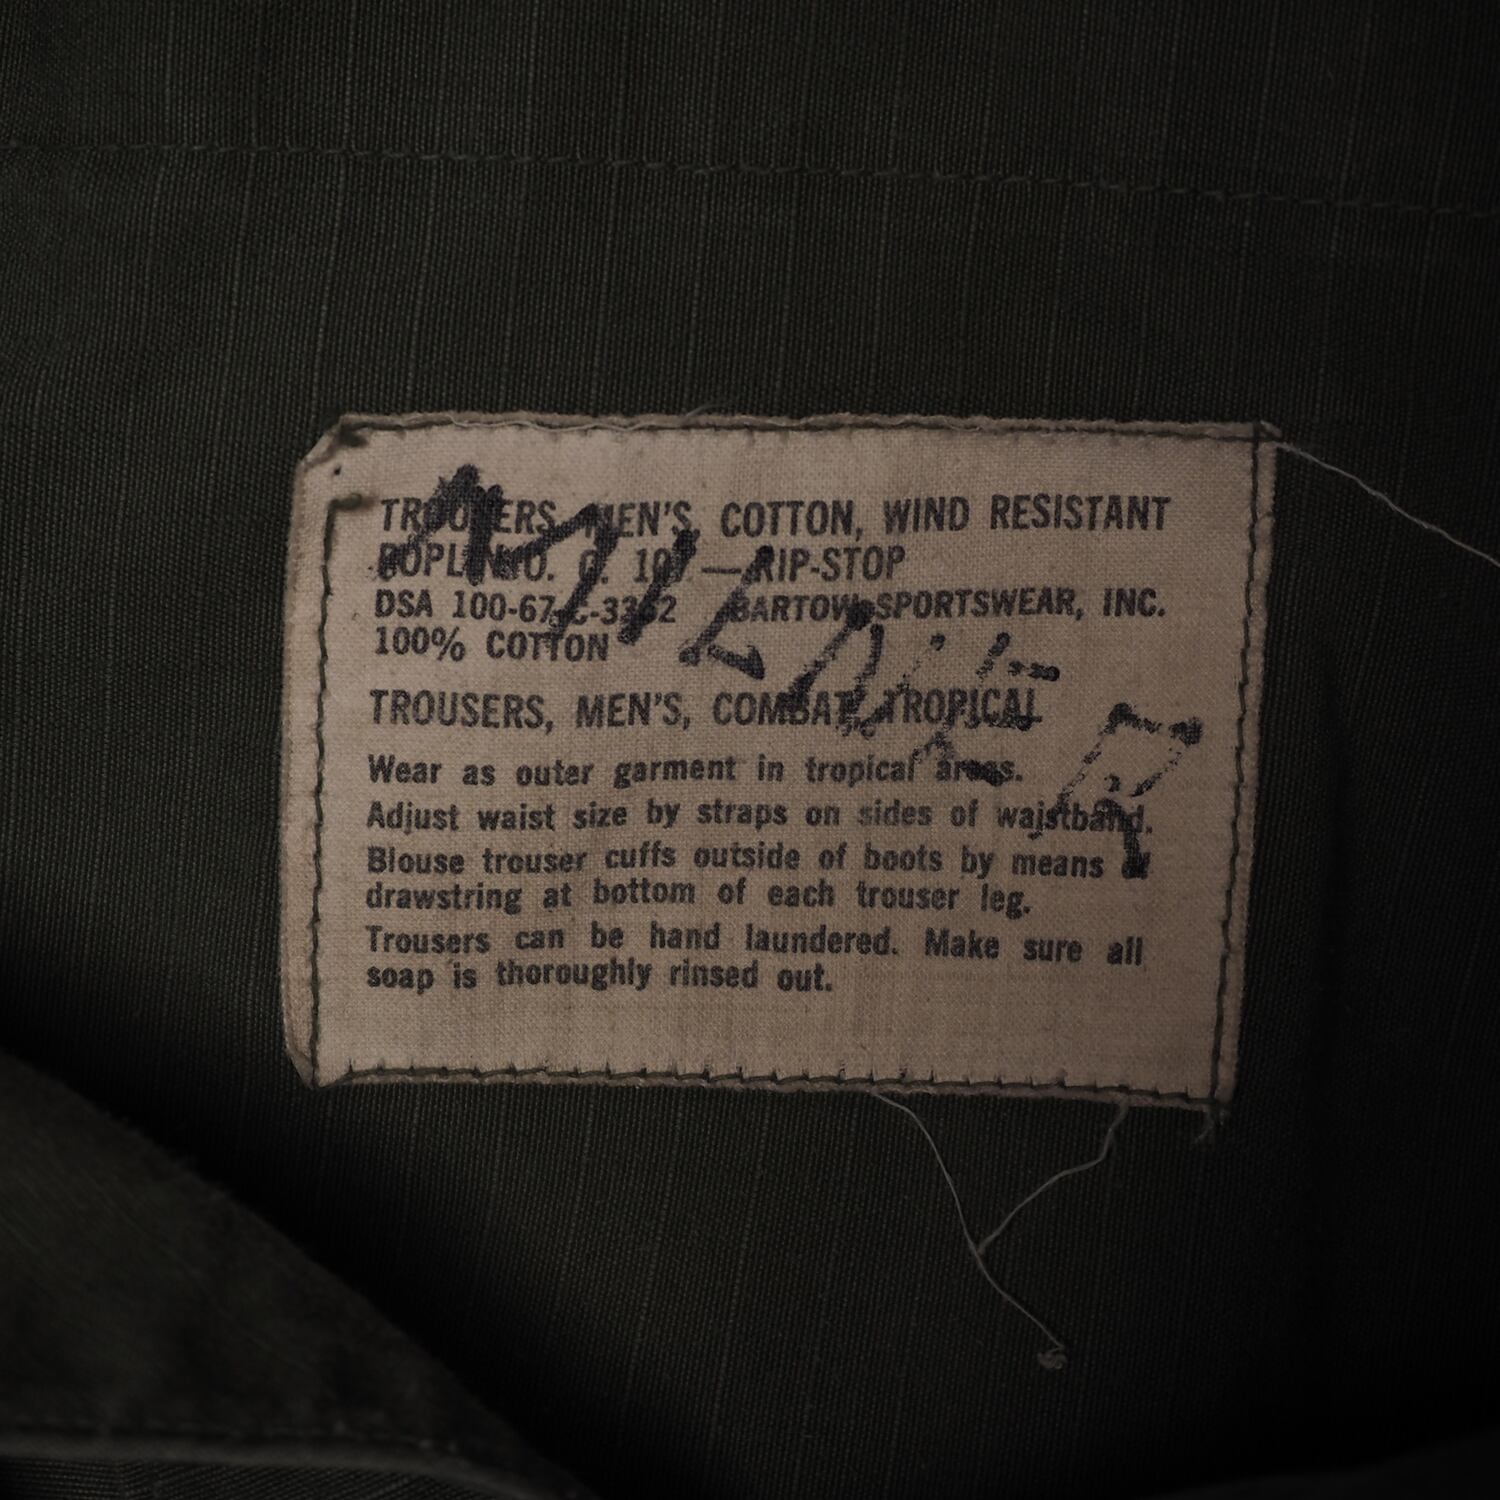 TROUSERS, MEN'S, COTTON, WIND RESISTANT
POPLIN O. G. 107—RIP-STOP
DSA 100-67-C- BARTOW SPORTSWEAR, INC.
100% COTTON
TROUSERS, MEN'S, COMBAT, TROPICAL
Wear as outer garment in tropical areas.
Adjust waist size by straps on sides of waistband.
Blouse trouser cuffs outside of boots by means of
drawstring at bottom of each trouser leg.
Trousers can be hand laundered. Make sure all
soap is thoroughly rinsed out.